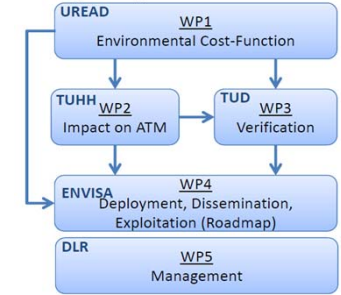 UREAD
WP1
Environmental Cost-Function
TUHH
WP2
Impact on ATM
TUD
WP3
Verification
ENVISA
WP4
Deployment, Dissemination,
Exploitation (Roadmap)
DLR
WP5
Management